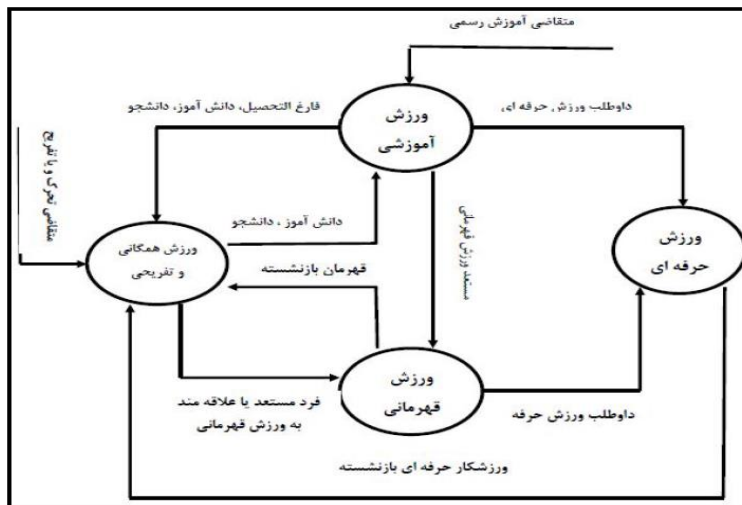 متقاضی آموزش رسمی
فارغ التحصیل، دانش آموز، دانشجو
ورزش
آموزشی
داوطلب ورزش حرفه ای
متقاضی تحرک و یا تفریح
دانش آموز ، دانشجو
مستعد ورزش قهرمانی
ورزش همگانی
و تفریحی
قهرمان بازنشسته
ورزش
حرفه ای
ورزش
قهرمانی
فرد مستعد یا علاقه مند
به ورزش قهرمانی
داوطلب ورزش حرفه
ورزشکار حرفه ای بازنشسته